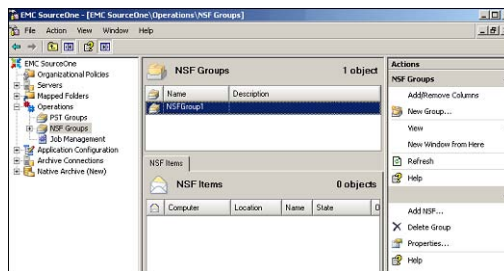 EMC SourceOne - [EMC SourceOne\Operations\NSF Groups]
File Action View Window Help
EMC SourceOne
Organizational Policies
Servers
Mapped Folders
Operations
PST Groups
NSF Groups
Job Management
Application Configuration
Archive Connections
Native Archive (New)
NSF Groups 1 object
Name Description
NSFGroup1
NSF Items
NSF Items 0 objects
Computer Location Name State
Actions
NSF Groups
Add/Remove Columns
New Group...
View
New Window from Here
Refresh
Help
Add NSF...
Delete Group
Properties...
Help